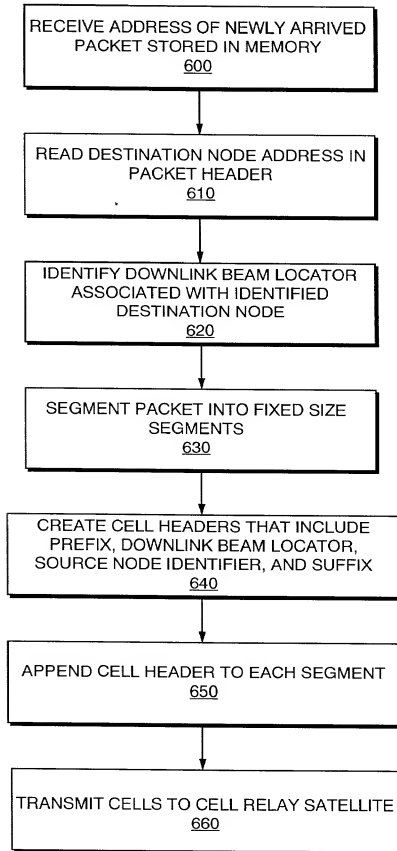 RECEIVE ADDRESS OF NEWLY ARRIVED
PACKET STORED IN MEMORY
600
READ DESTINATION NODE ADDRESS IN
PACKET HEADER
610
IDENTIFY DOWNLINK BEAM LOCATOR
ASSOCIATED WITH IDENTIFIED
DESTINATION NODE
620
SEGMENT PACKET INTO FIXED SIZE
SEGMENTS
630
CREATE CELL HEADERS THAT INCLUDE
PREFIX, DOWNLINK BEAM LOCATOR,
SOURCE NODE IDENTIFIER, AND SUFFIX
640
APPEND CELL HEADER TO EACH SEGMENT
650
TRANSMIT CELLS TO CELL RELAY SATELLITE
660